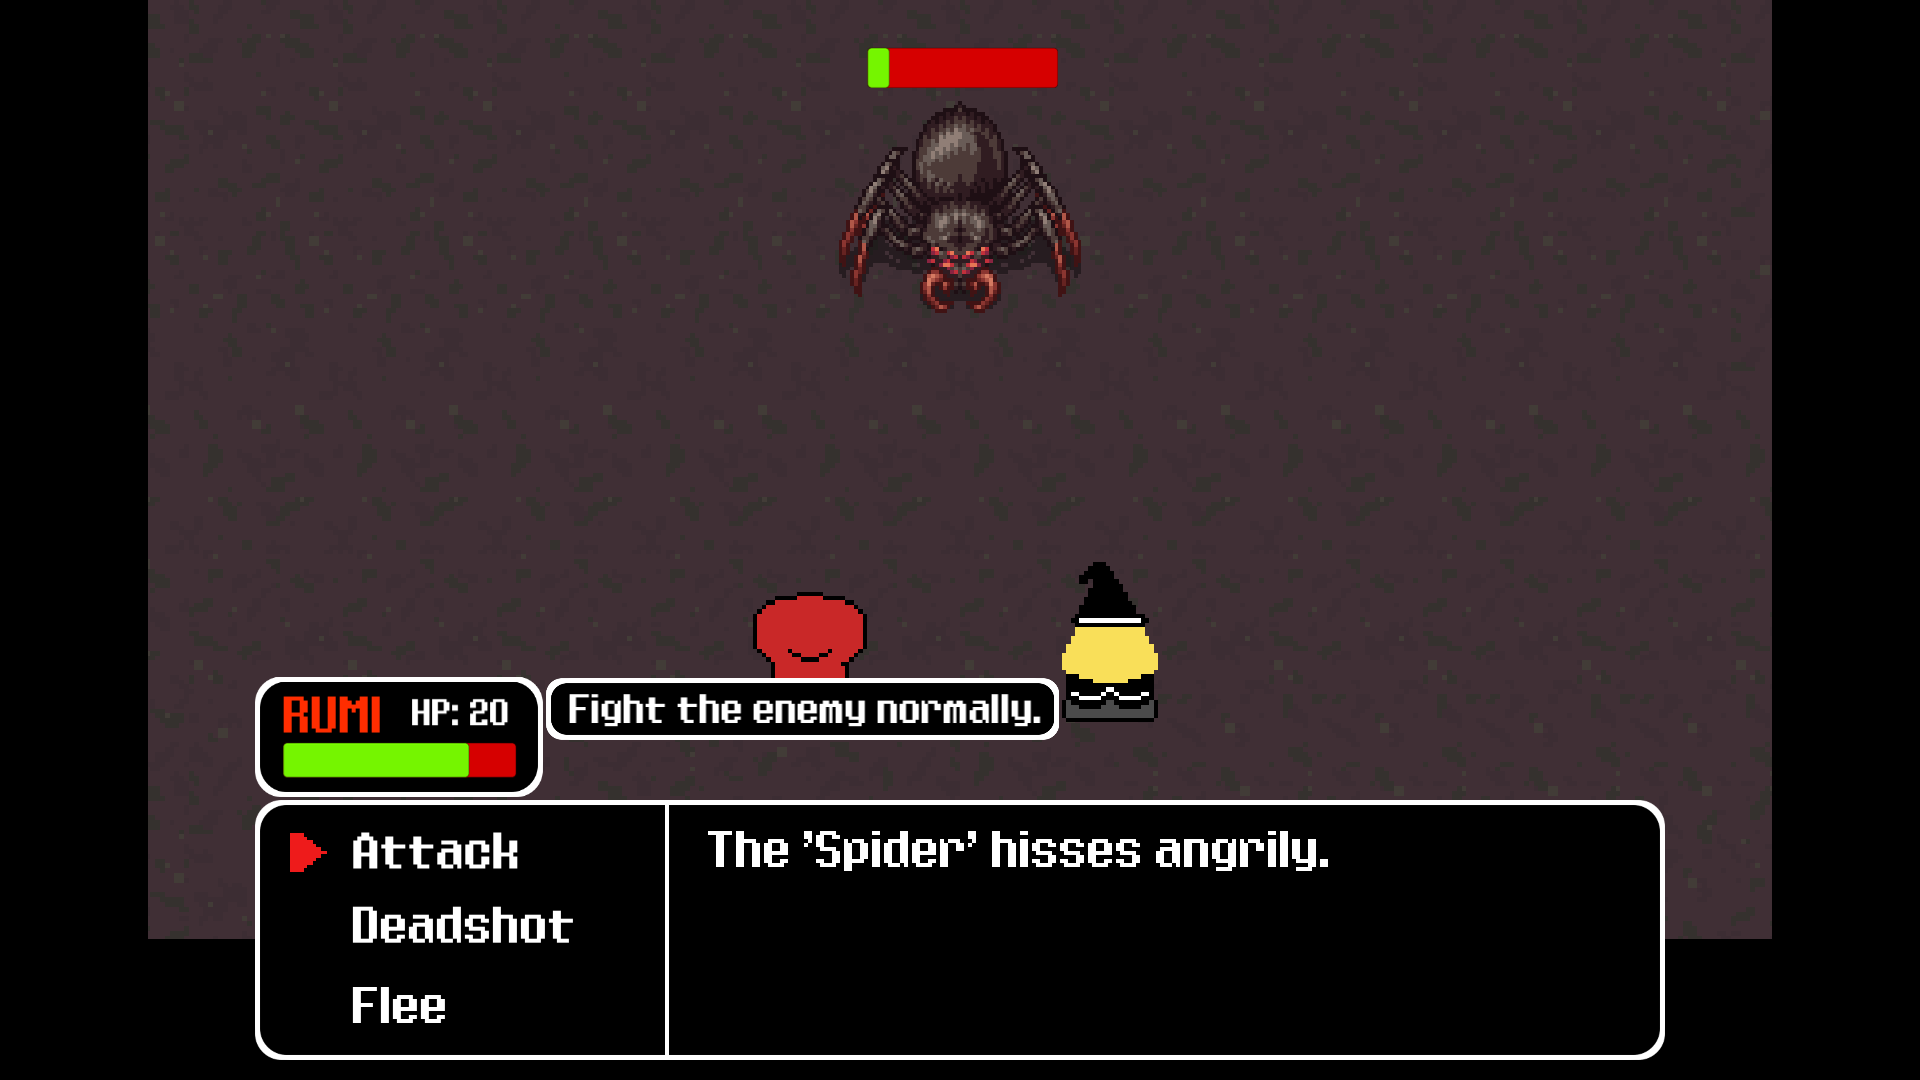 RUMI HP: 20
Fight the enemy normally.
Attack
Deadshot
Flee
The 'Spider' hisses angrily.